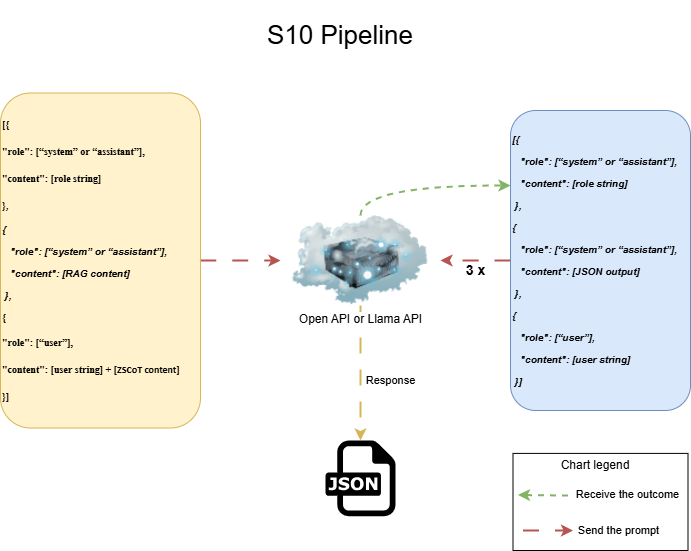 S10 Pipeline
[{
"role": [“system” or “assistant”],
"content": [role string]
},
{
"role": [“system” or “assistant”],
"content": [RAG content]
},
{
"role": [“user”],
"content": [user string] + [ZSCoT content]
}]
[{
"role": [“system” or “assistant”],
"content": [role string]
},
{
"role": [“system” or “assistant”],
"content": [JSON output]
},
{
"role": [“user”],
"content": [user string]
}]
3 x
Open API or Llama API
Response
JSON
Chart legend
Receive the outcome
Send the prompt